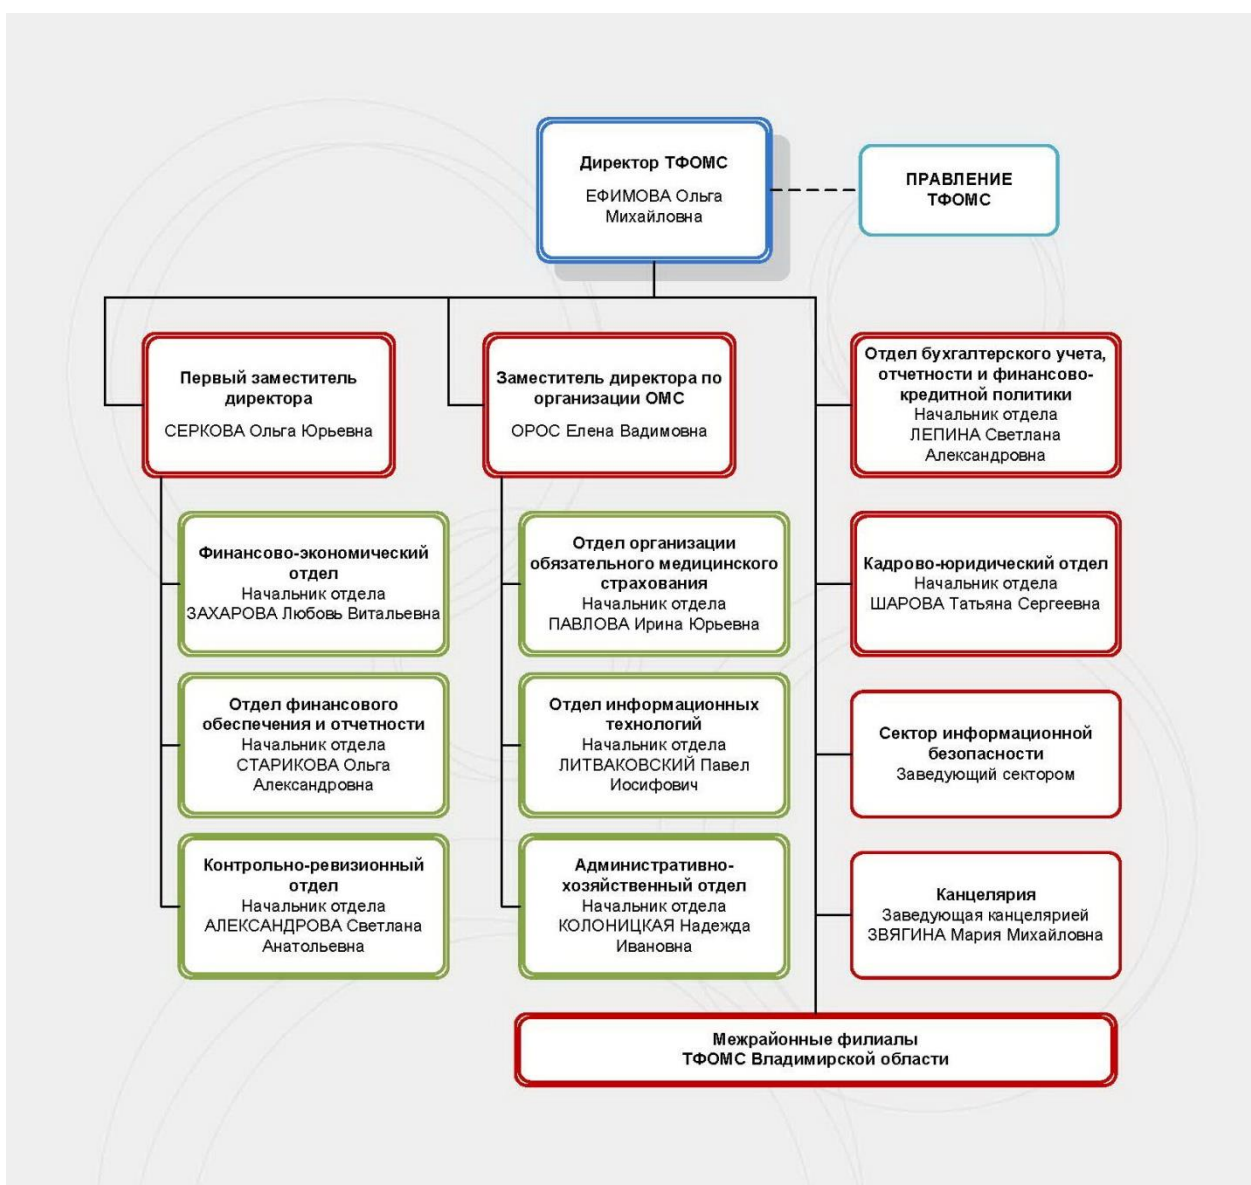 Директор ТФОМС
ЕФИМОВА Ольга
Михайловна
ПРАВЛЕНИЕ
ТФОМС
Первый заместитель
директора
СЕРКОВА Ольга Юрьевна
Заместитель директора по
организации ОМС
ОРОС Елена Вадимовна
Отдел бухгалтерского учета,
отчетности и финансово-
кредитной политики
Начальник отдела
ЛЕПИНА Светлана
Александровна
Финансово-экономический
отдел
Начальник отдела
ЗАХАРОВА Любовь Витальевна
Отдел организации
обязательного медицинского
страхования
Начальник отдела
ПАВЛОВА Ирина Юрьевна
Кадрово-юридический отдел
Начальник отдела
ШАРОВА Татьяна Сергеевна
Отдел финансового
обеспечения и отчетности
Начальник отдела
СТАРИКОВА Ольга
Александровна
Отдел информационных
технологий
Начальник отдела
ЛИТВАКОВСКИЙ Павел
Иосифович
Сектор информационной
безопасности
Заведующий сектором
Контрольно-ревизионный
отдел
Начальник отдела
АЛЕКСАНДРОВА Светлана
Анатольевна
Административно-
хозяйственный отдел
Начальник отдела
КОЛОНИЦКАЯ Надежда
Ивановна
Канцелярия
Заведующая канцелярией
ЗВЯГИНА Мария Михайловна
Межрайонные филиалы
ТФОМС Владимирской области